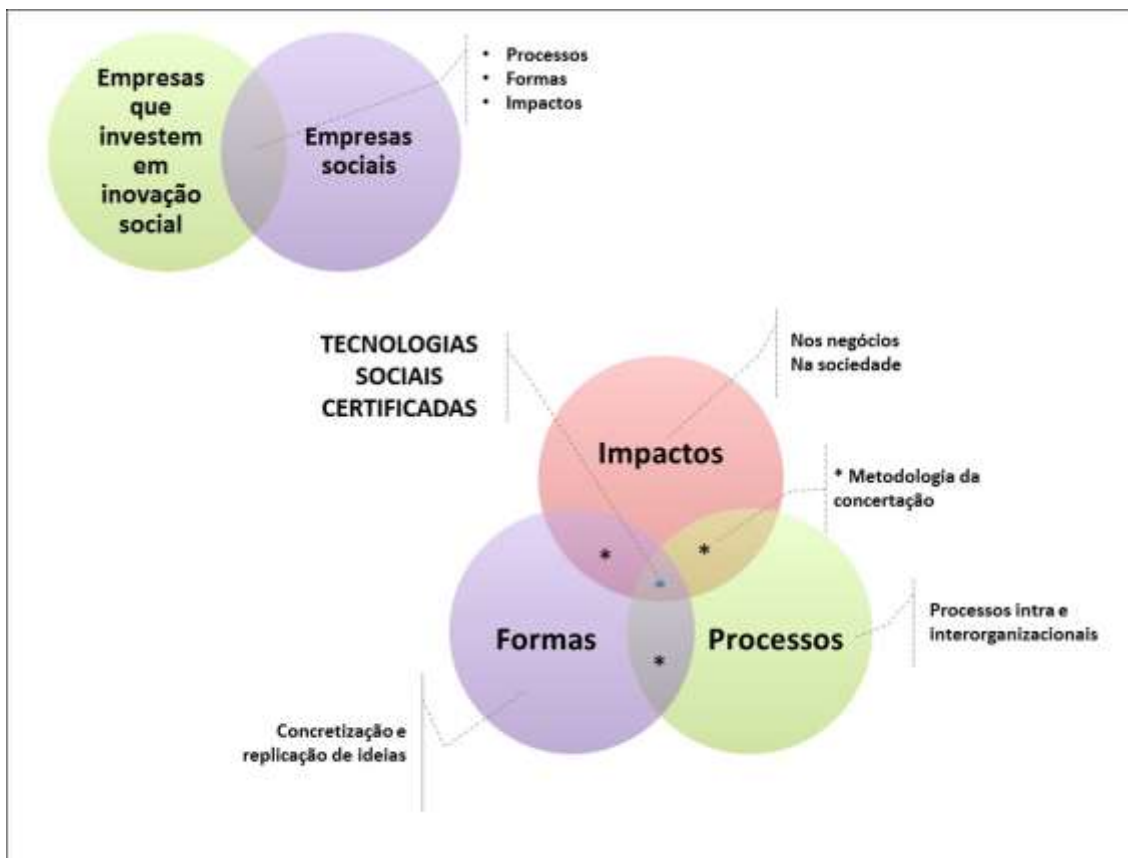 Empresas
que
investem
em
inovação
social
Empresas
sociais
• Processos
• Formas
• Impactos
TECNOLOGIAS
SOCIAIS
CERTIFICADAS
Nos negócios
Na sociedade
Impactos
* Metodologia da
concertação
*
*
*
Formas
Processos
*
Processos intra e
interorganizacionais
Concretização e
replicação de ideias